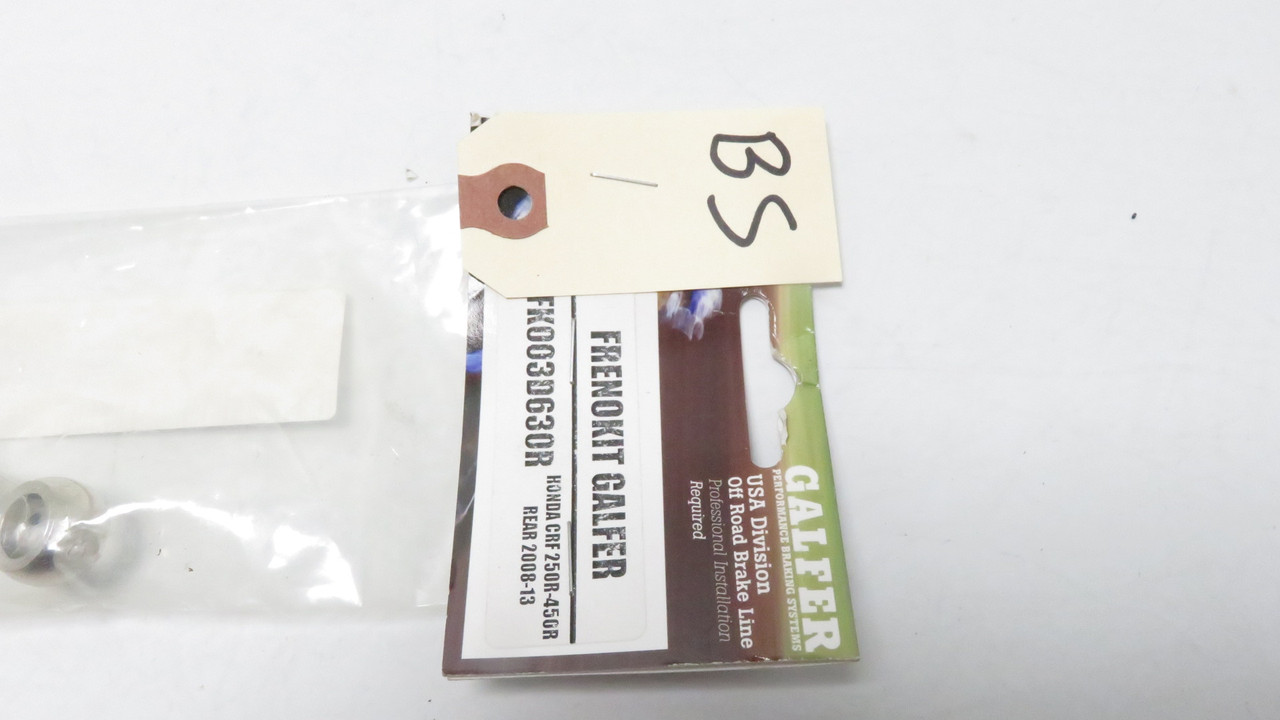 BS
GALFER
PERFORMANCE BRAKING SYSTEMS
USA Division
Off Road Brake Line
Professional Installation
Required
FRENOKIT GALFER
FK003D630R
HONDA CRF 250R-450R
REAR 2008-13